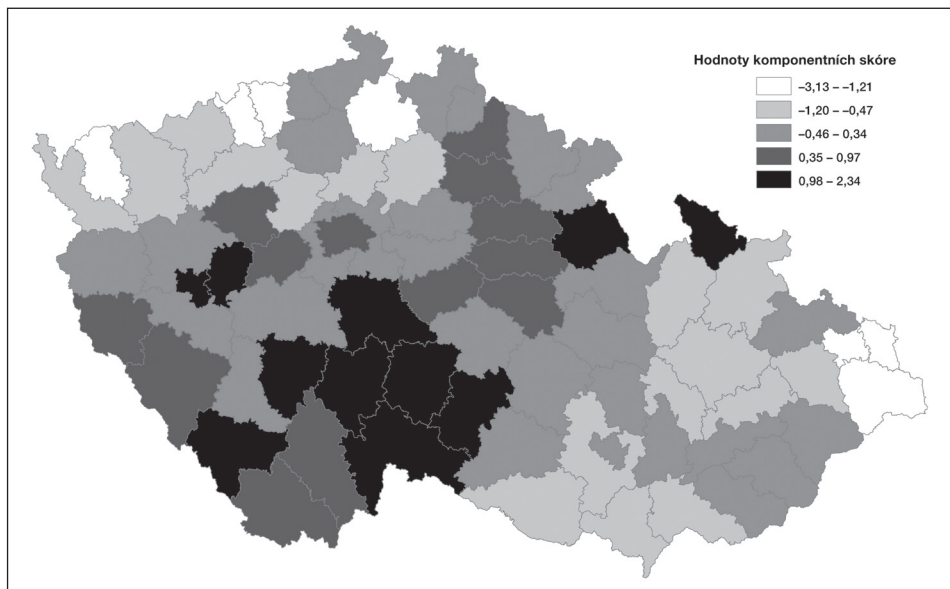 Hodnoty komponentních skóre
–3,13 – –1,21
–1,20 – –0,47
–0,46 – 0,34
0,35 – 0,97
0,98 – 2,34